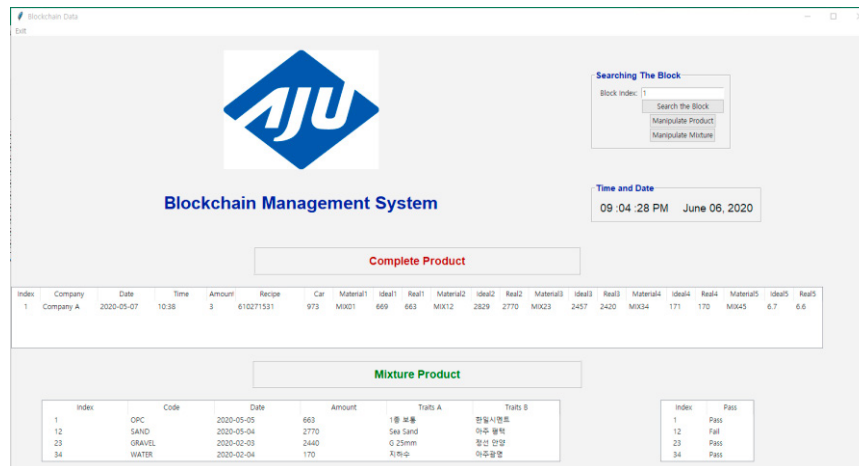 Blockchain Data
Exit
AJU
Searching The Block
Block Index: 1
Search the Block
Manipulate Product
Manipulate Mixture
Blockchain Management System
Time and Date
09 :04 :28 PM June 06, 2020
Complete Product
Index Company Date Time Amount Recipe Car Material1 Ideal1 Real1 Material2 Ideal2 Real2 Material3 Ideal3 Real3 Material4 Ideal4 Real4 Material5 Ideal5 Real5
1 Company A 2020-05-07 10:38 3 610271531 973 MIX01 669 663 MIX12 2829 2770 MIX23 2457 2420 MIX34 171 170 MIX45 6.7 6.6
Mixture Product
Index Code Date Amount Traits A Traits B
1 OPC 2020-05-05 663 1종 보통 한일시멘트
12 SAND 2020-05-04 2770 Sea Sand 아주 평택
23 GRAVEL 2020-02-03 2440 G 25mm 정선 안양
34 WATER 2020-02-04 170 지하수 아주광명
Index Pass
1 Pass
12 Fail
23 Pass
34 Pass